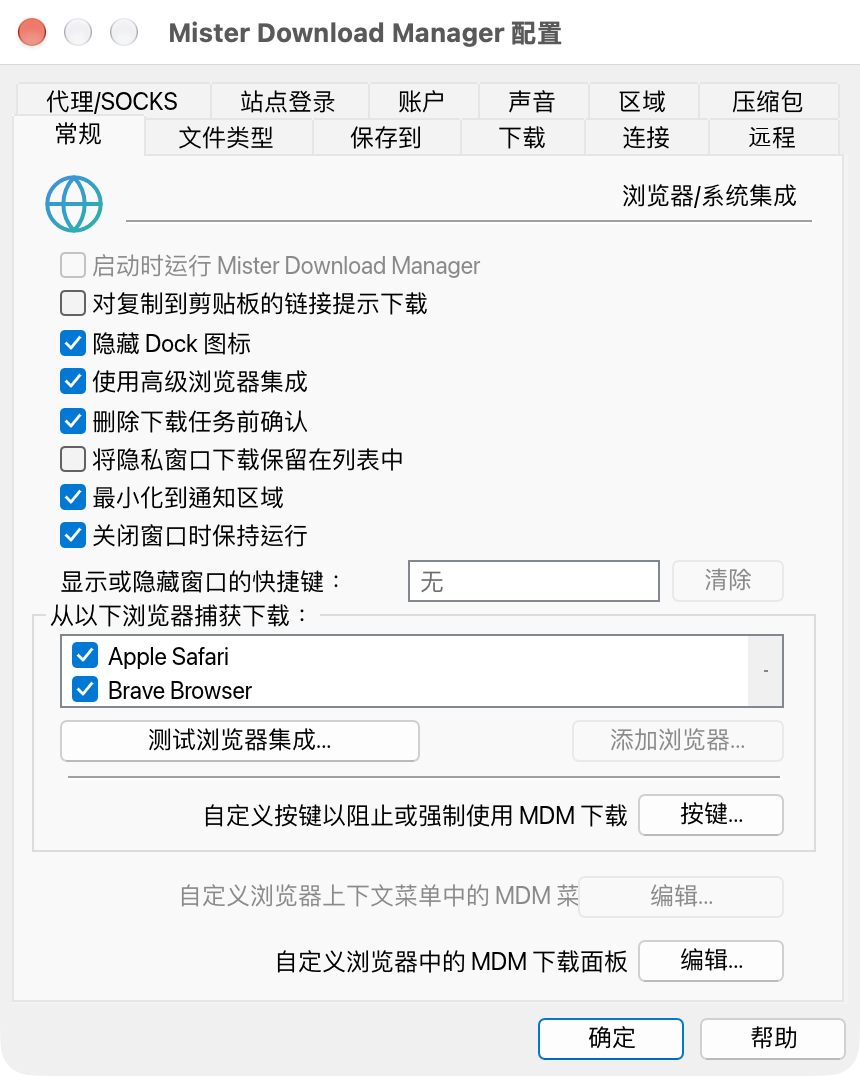 Mister Download Manager 配置
代理/SOCKS 站点登录 账户 声音 区域 压缩包
常规 文件类型 保存到 下载 连接 远程
浏览器/系统集成
启动时运行 Mister Download Manager
对复制到剪贴板的链接提示下载
隐藏 Dock 图标
使用高级浏览器集成
删除下载任务前确认
将隐私窗口下载保留在列表中
最小化到通知区域
关闭窗口时保持运行
显示或隐藏窗口的快捷键： 无 清除
从以下浏览器捕获下载：
Apple Safari
Brave Browser
测试浏览器集成... 添加浏览器...
自定义按键以阻止或强制使用 MDM 下载 按键...
自定义浏览器上下文菜单中的 MDM 菜 编辑...
自定义浏览器中的 MDM 下载面板 编辑...
确定 帮助